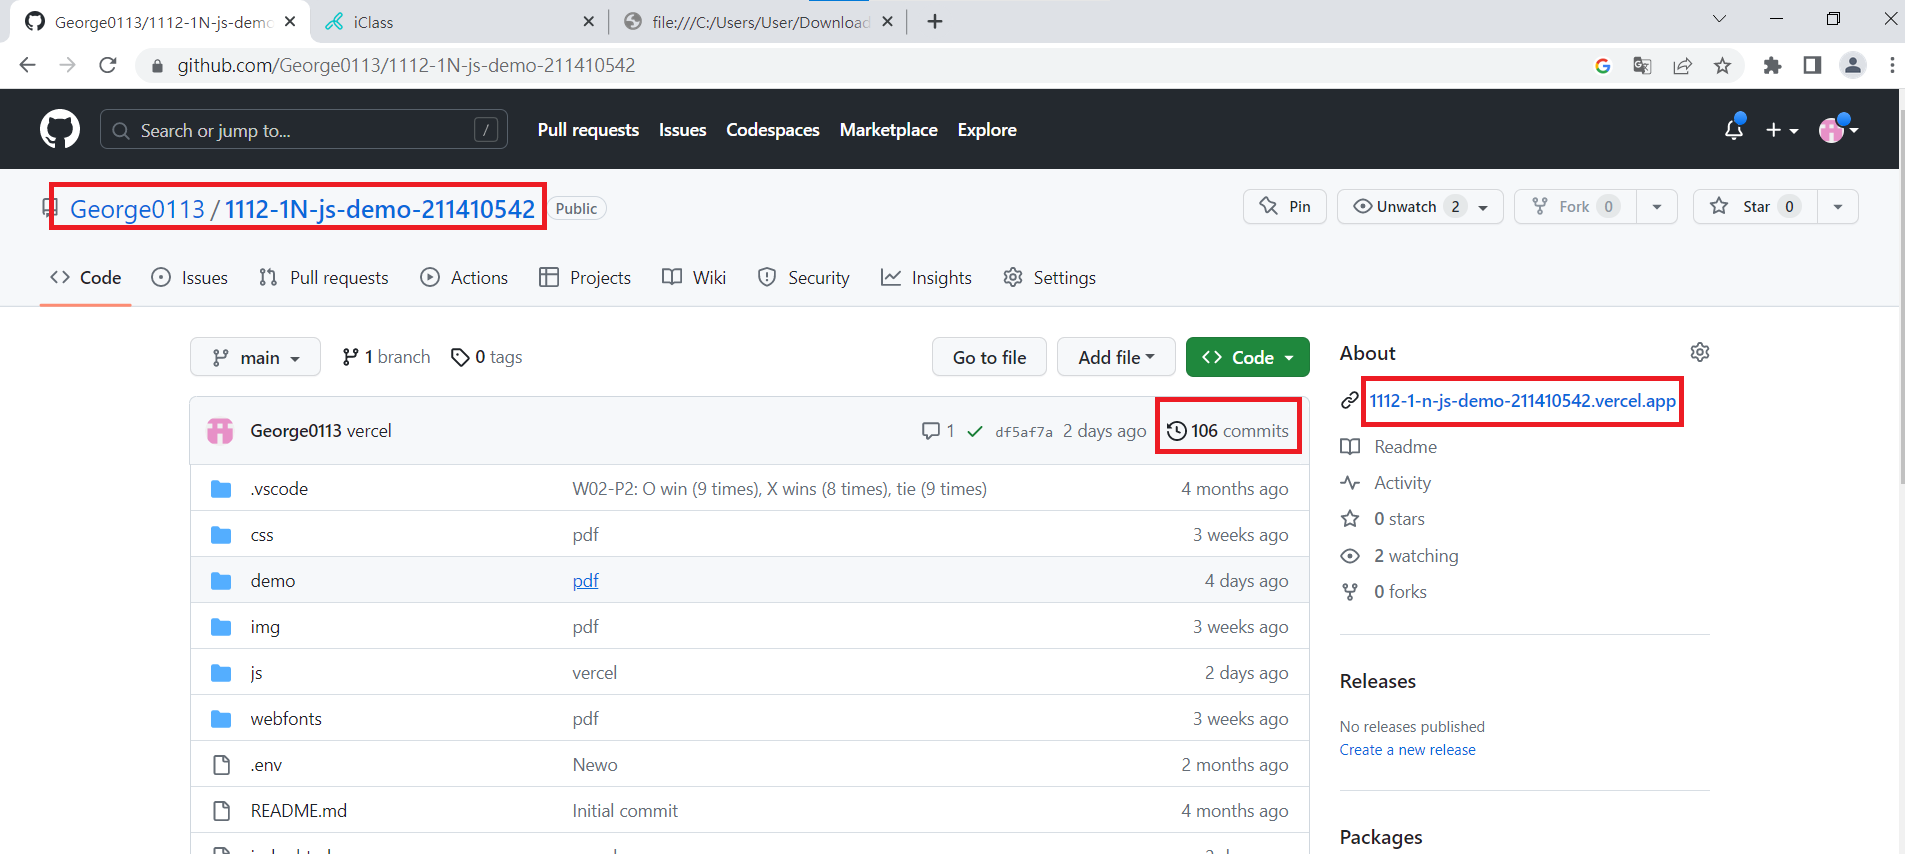 George0113/1112-1N-js-demo
iClass
file:///C:/Users/User/Download
github.com/George0113/1112-1N-js-demo-211410542
Search or jump to... /
Pull requests Issues Codespaces Marketplace Explore
George0113 / 1112-1N-js-demo-211410542 Public
Pin Unwatch 2 Fork 0 Star 0
Code Issues Pull requests Actions Projects Wiki Security Insights Settings
main 1 branch 0 tags Go to file Add file Code
George0113 vercel 1 df5af7a 2 days ago 106 commits
.vscode W02-P2: O win (9 times), X wins (8 times), tie (9 times) 4 months ago
css pdf 3 weeks ago
demo pdf 4 days ago
img pdf 3 weeks ago
js vercel 2 days ago
webfonts pdf 3 weeks ago
.env Newo 2 months ago
README.md Initial commit 4 months ago
About
1112-1-n-js-demo-211410542.vercel.app
Readme
Activity
0 stars
2 watching
0 forks
Releases
No releases published
Create a new release
Packages